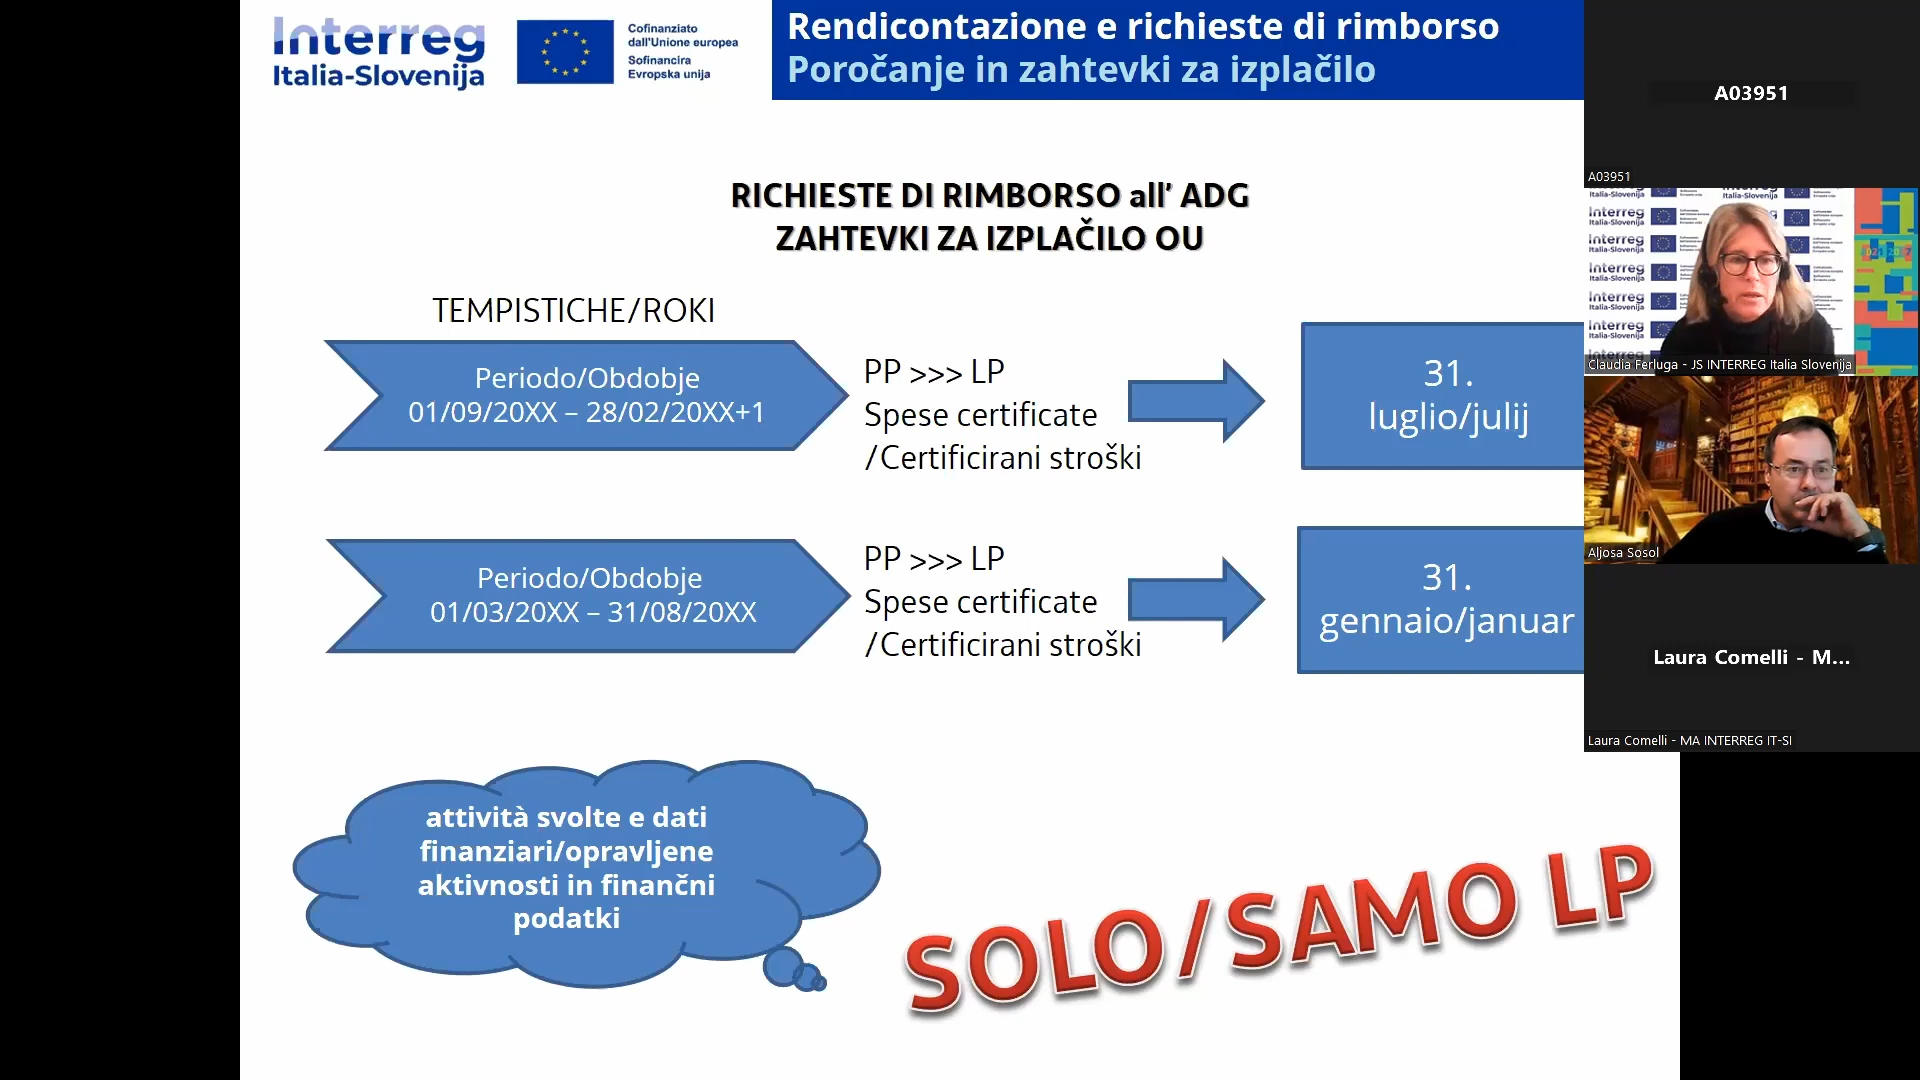 Interreg
Italia-Slovenija
Cofinanziato
dall'Unione europea
Sofinancira
Evropska unija
Rendicontazione e richieste di rimborso
Poročanje in zahtevki za izplačilo
RICHIESTE DI RIMBORSO all' ADG
ZAHTEVKI ZA IZPLAČILO OU
TEMPISTICHE/ROKI
Periodo/Obdobje
01/09/20XX – 28/02/20XX+1
PP >>> LP
Spese certificate
/Certificirani stroški
31.
luglio/julij
Periodo/Obdobje
01/03/20XX – 31/08/20XX
PP >>> LP
Spese certificate
/Certificirani stroški
31.
gennaio/januar
attività svolte e dati
finanziari/opravljene
aktivnosti in finančni
podatki
SOLO/SAMO LP
A03951
A03951
Claudia Ferluga - JS INTERREG Italia Slovenija
Aljosa Sosol
Laura Comelli - M...
Laura Comelli - MA INTERREG IT-SI